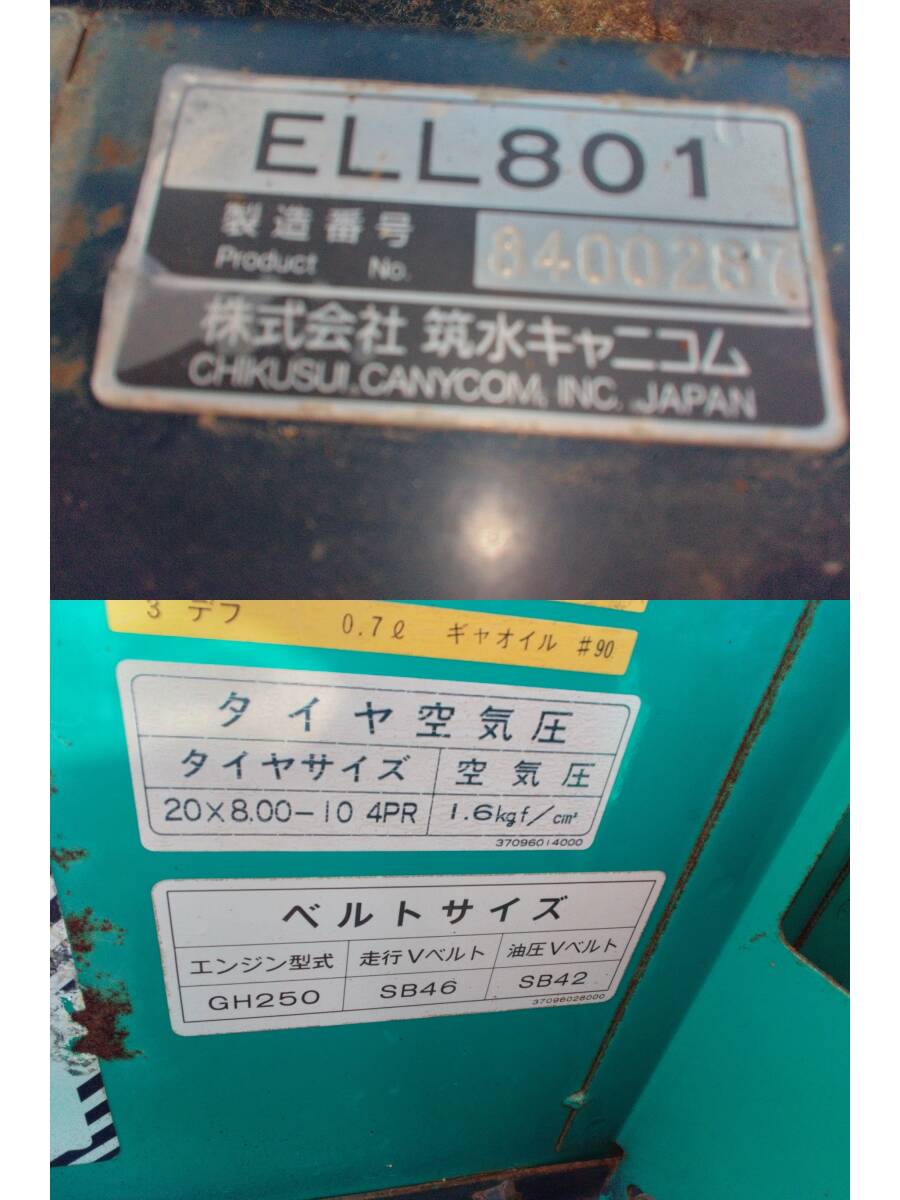 ELL801
製造番号
Product No.
8400287
株式会社 筑水キャニコム
CHIKUSUI CANYCOM, INC. JAPAN
3 デフ 0.7ℓ ギヤオイル #90
タイヤ空気圧
タイヤサイズ 空気圧
20×8.00-10 4PR 1.6kgf/cm²
37096014000
ベルトサイズ
エンジン型式 走行Vベルト 油圧Vベルト
GH250 SB46 SB42
37096028000